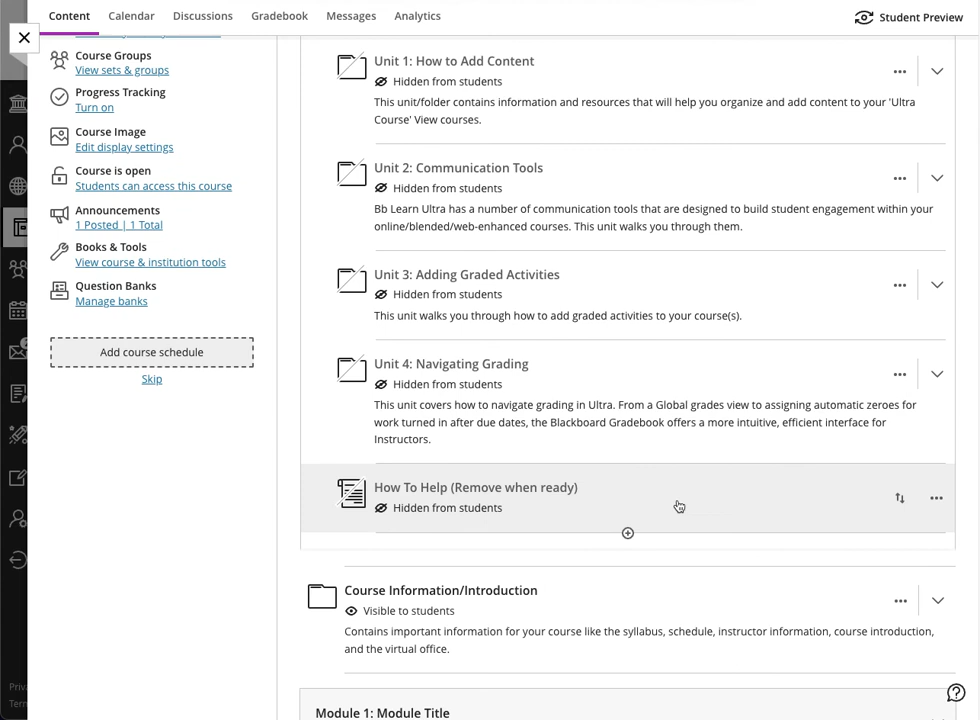 Content Calendar Discussions Gradebook Messages Analytics Student Preview
Course Groups
View sets & groups
Progress Tracking
Turn on
Course Image
Edit display settings
Course is open
Students can access this course
Announcements
1 Posted | 1 Total
Books & Tools
View course & institution tools
Question Banks
Manage banks
Add course schedule
Skip
Unit 1: How to Add Content
Hidden from students
This unit/folder contains information and resources that will help you organize and add content to your 'Ultra
Course' View courses.
Unit 2: Communication Tools
Hidden from students
Bb Learn Ultra has a number of communication tools that are designed to build student engagement within your
online/blended/web-enhanced courses. This unit walks you through them.
Unit 3: Adding Graded Activities
Hidden from students
This unit walks you through how to add graded activities to your course(s).
Unit 4: Navigating Grading
Hidden from students
This unit covers how to navigate grading in Ultra. From a Global grades view to assigning automatic zeroes for
work turned in after due dates, the Blackboard Gradebook offers a more intuitive, efficient interface for
Instructors.
How To Help (Remove when ready)
Hidden from students
Course Information/Introduction
Visible to students
Contains important information for your course like the syllabus, schedule, instructor information, course introduction,
and the virtual office.
Module 1: Module Title
Priva
Term